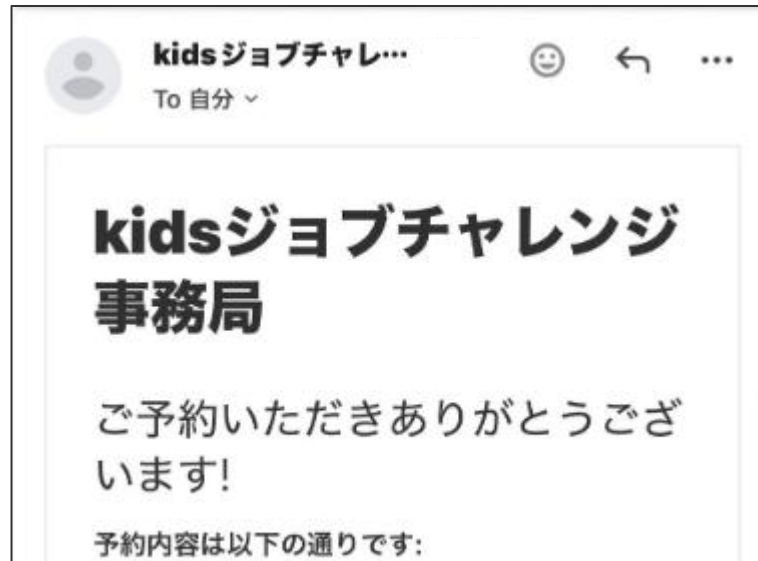 kidsジョブチャレ…
To 自分
kidsジョブチャレンジ
事務局
ご予約いただきありがとうござ
います!
予約内容は以下の通りです: